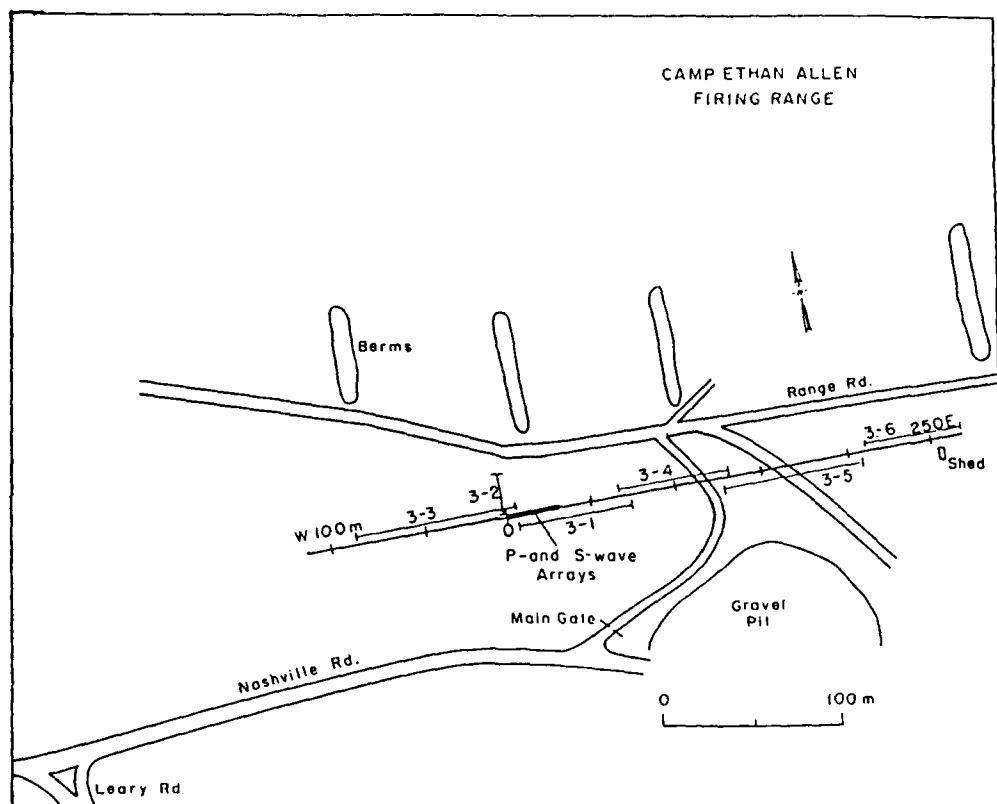 CAMP ETHAN ALLEN
FIRING RANGE
Berms
Range Rd.
3-6 250E
Shed
3-5
3-4
3-2
3-3
W 100m
0
3-1
P-and S-wave
Arrays
Main Gate
Gravel
Pit
Nashville Rd.
0 100 m
Leary Rd.